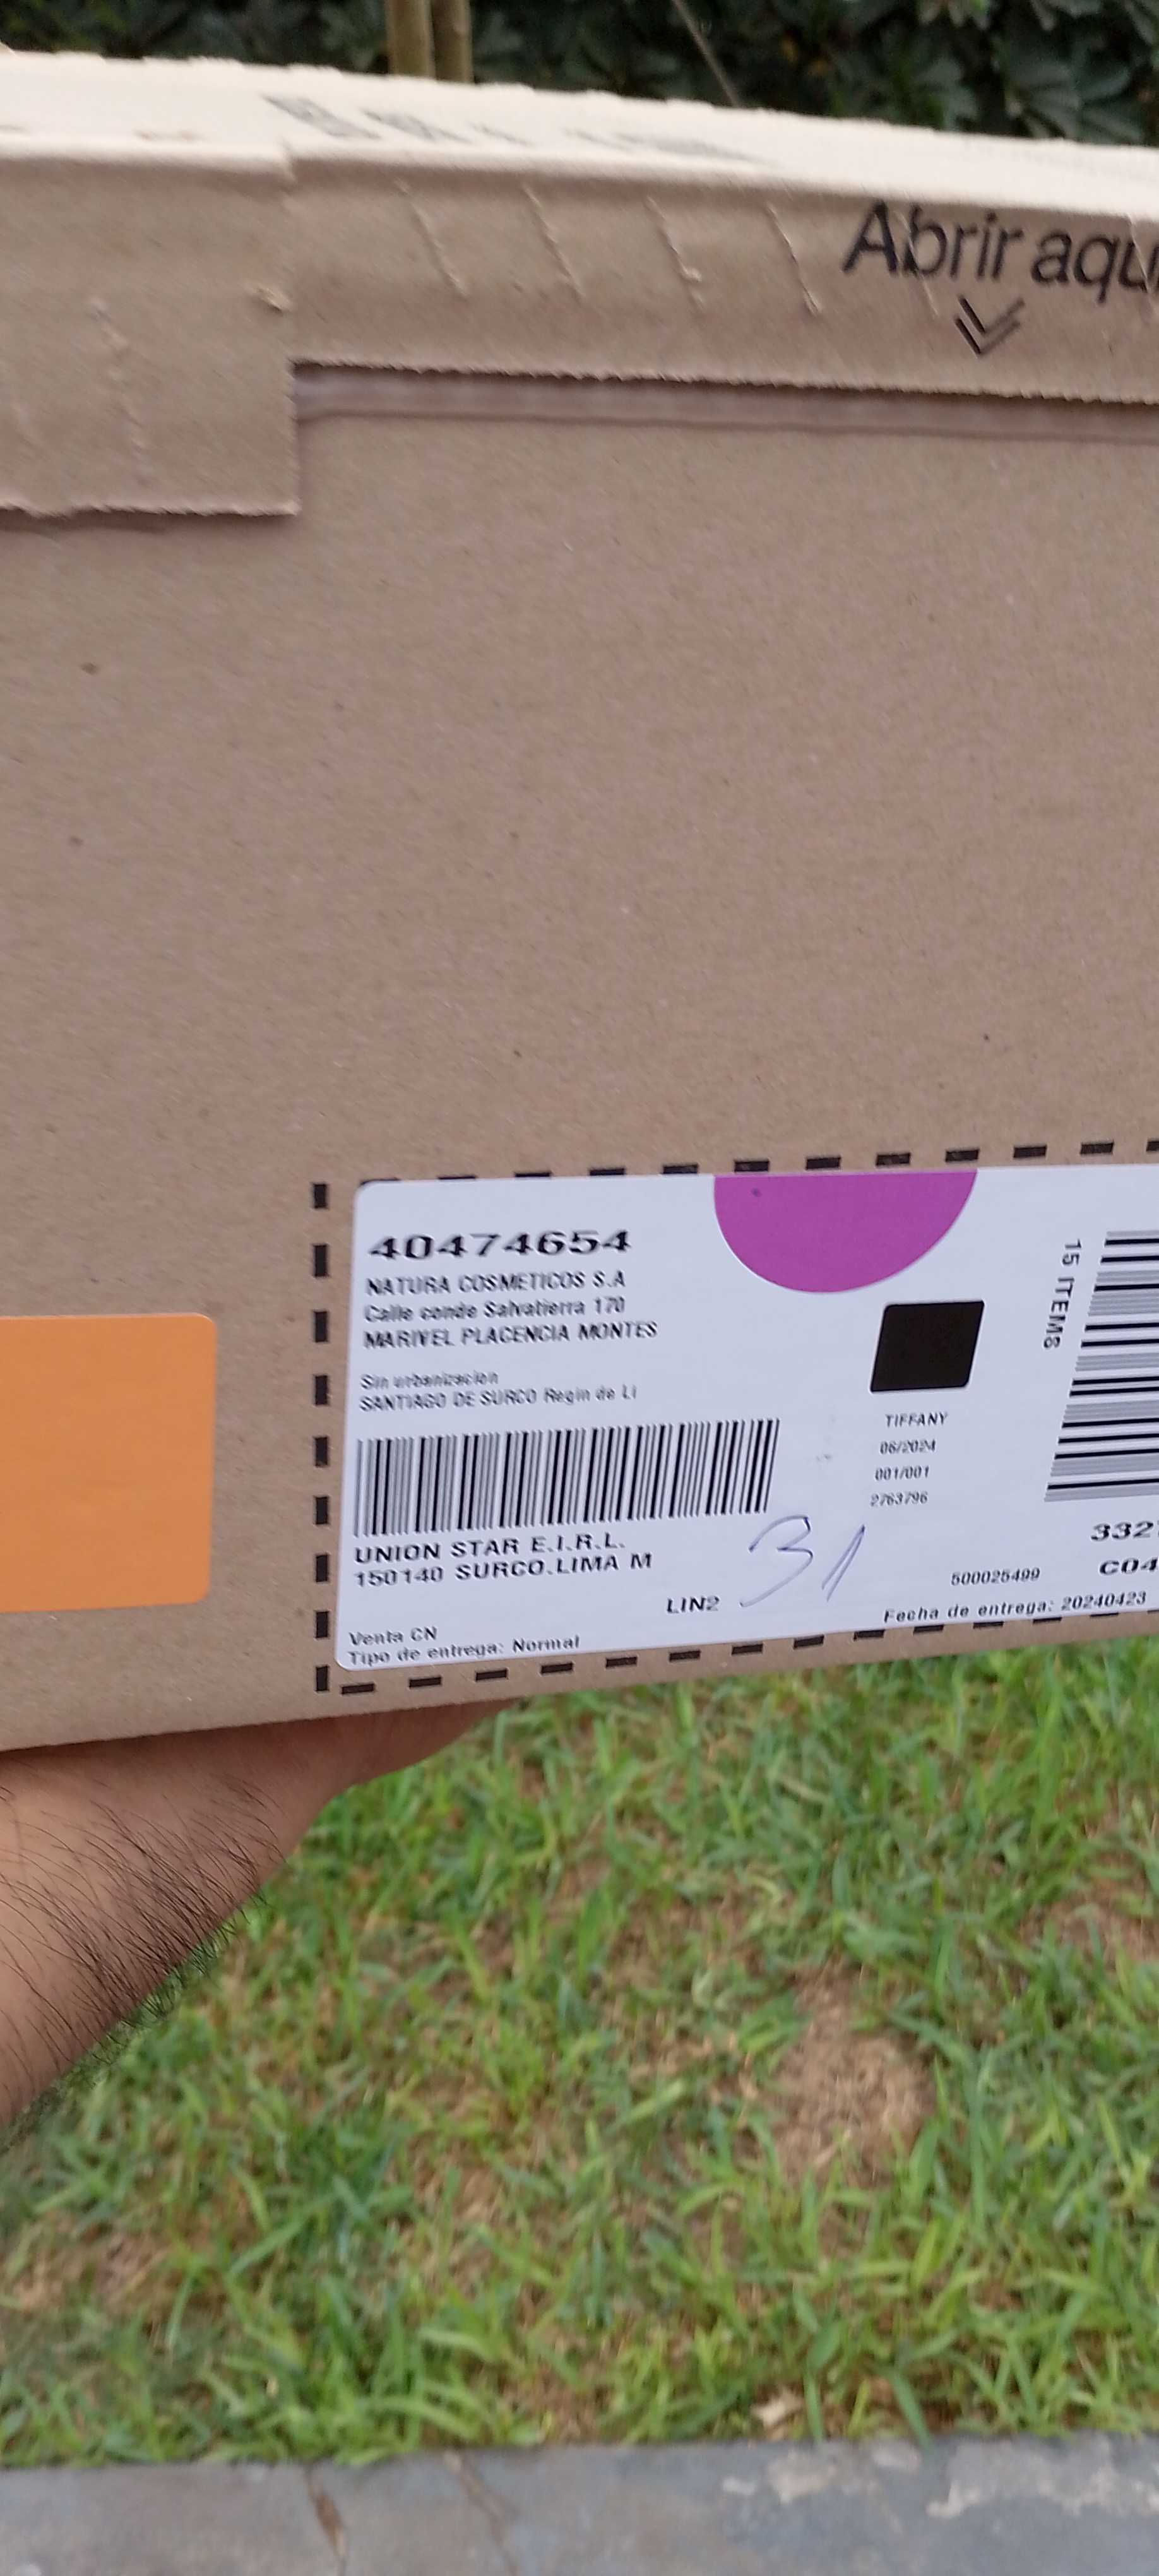 Abrir aqu
40474654
NATURA COSMETICOS S.A
Calle conde Salvatierra 170
MARIVEL PLACENCIA MONTES
Sin urbanizacion
SANTIAGO DE SURCO Regin de Li
UNION STAR E.I.R.L.
150140 SURCO.LIMA M
LIN2
31
Venta CN
Tipo de entrega: Normal
TIFFANY
06/2024
001/001
2763796
15 ITEMS
332
C04
500025499
Fecha de entrega: 20240423